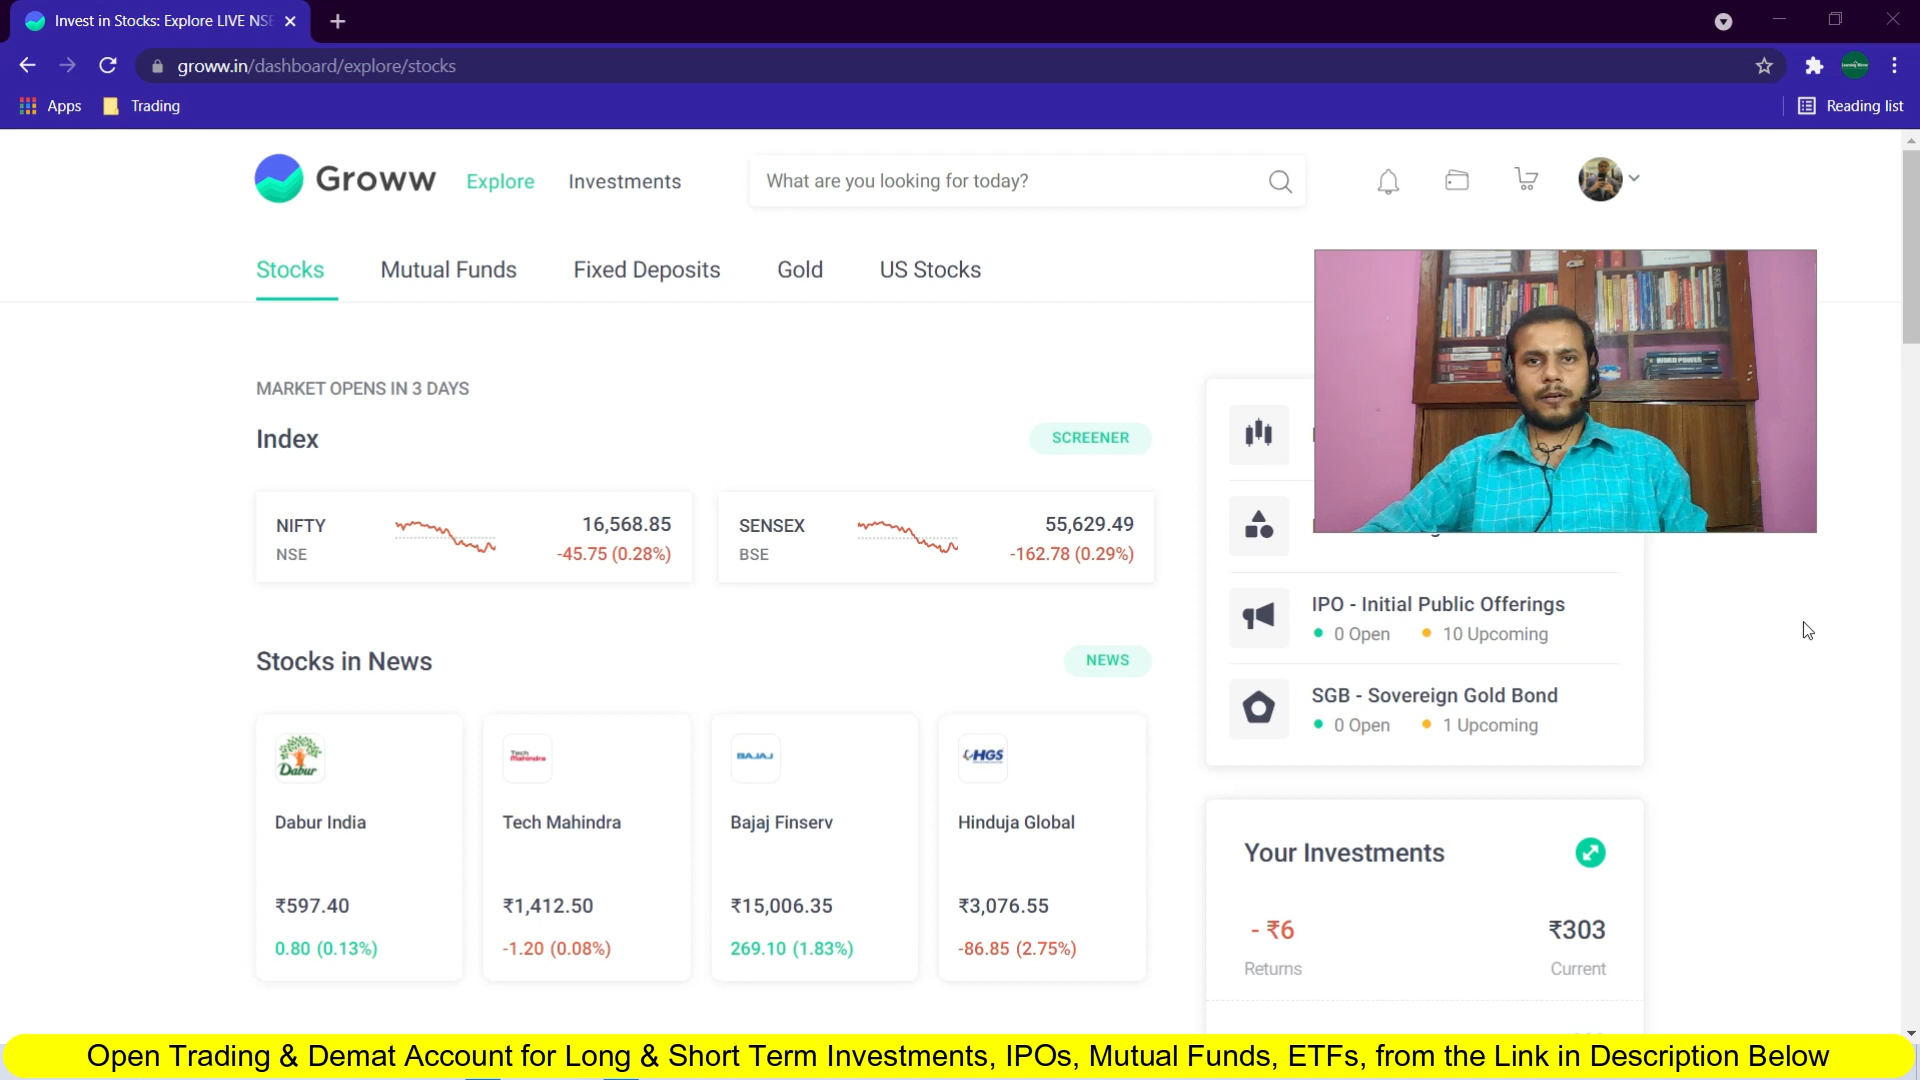 Invest in Stocks: Explore LIVE NSE
groww.in/dashboard/explore/stocks
Apps
Trading
Reading list
Groww
Explore
Investments
What are you looking for today?
Stocks
Mutual Funds
Fixed Deposits
Gold
US Stocks
MARKET OPENS IN 3 DAYS
Index
SCREENER
NIFTY
16,568.85
NSE
-45.75 (0.28%)
SENSEX
55,629.49
BSE
-162.78 (0.29%)
WORD POWER
IPO - Initial Public Offerings
0 Open
10 Upcoming
SGB - Sovereign Gold Bond
0 Open
1 Upcoming
Stocks in News
NEWS
Dabur
Dabur India
₹597.40
0.80 (0.13%)
Tech Mahindra
Tech Mahindra
₹1,412.50
-1.20 (0.08%)
BAJAJ
Bajaj Finserv
₹15,006.35
269.10 (1.83%)
HGS
Hinduja Global
₹3,076.55
-86.85 (2.75%)
Your Investments
- ₹6
₹303
Returns
Current
Open Trading & Demat Account for Long & Short Term Investments, IPOs, Mutual Funds, ETFs, from the Link in Description Below